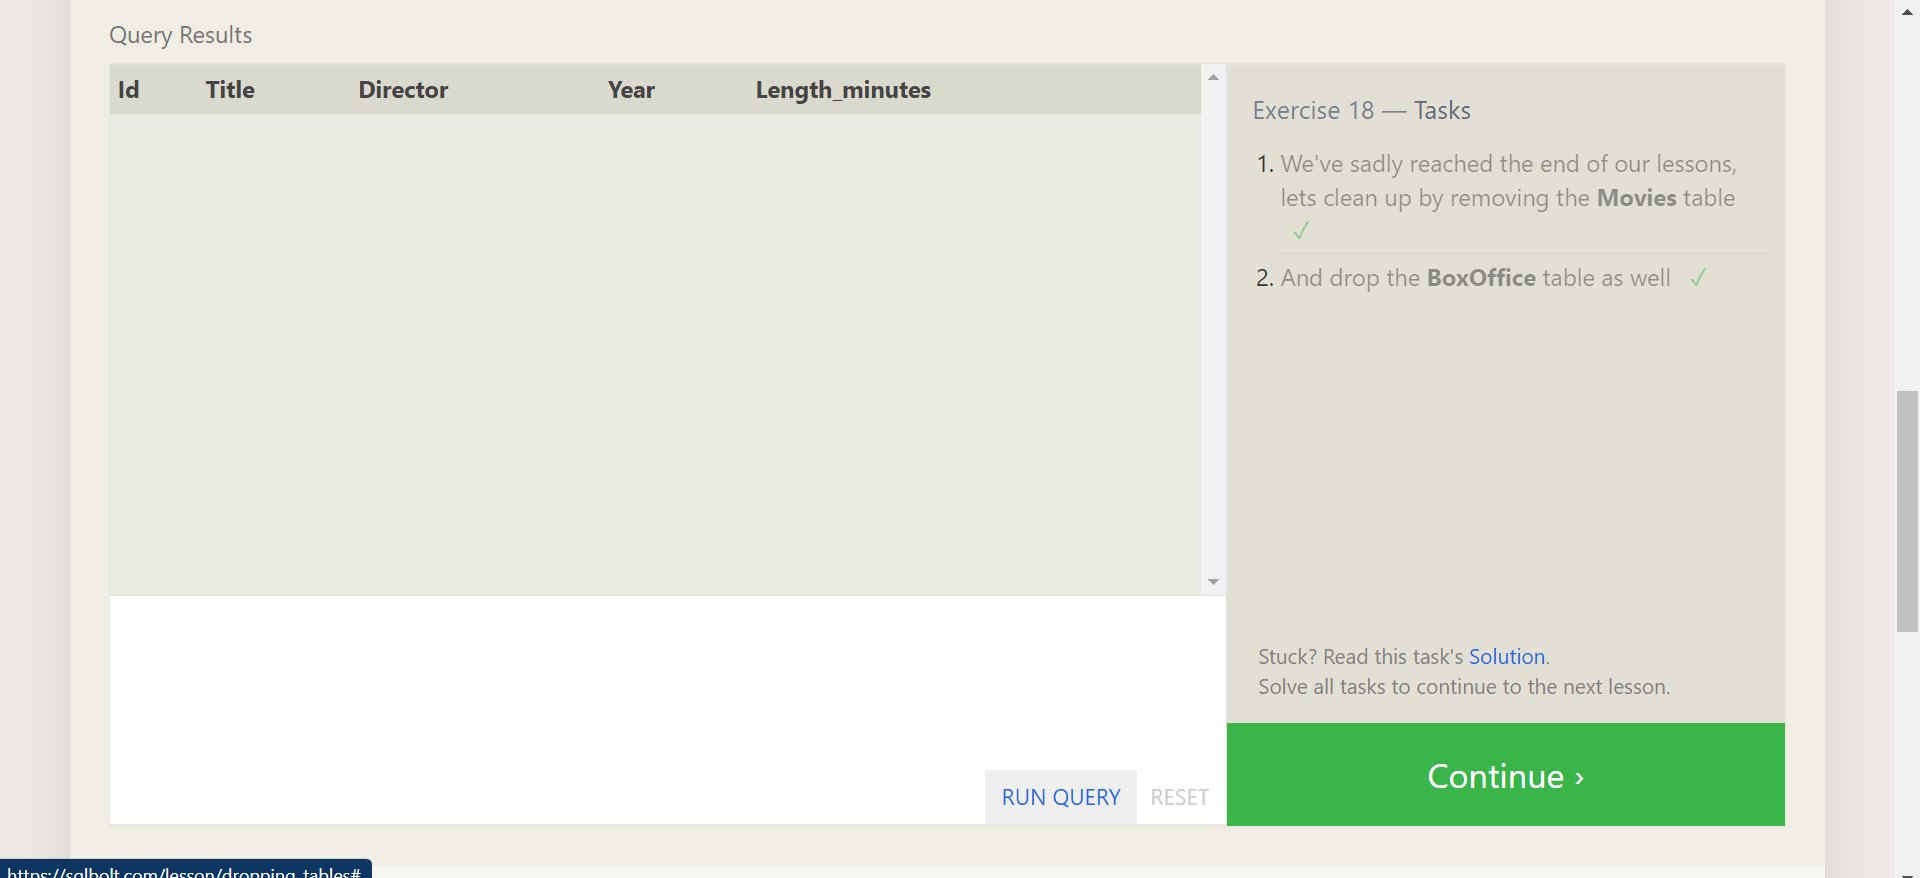 Query Results
Id Title Director Year Length_minutes
Exercise 18 — Tasks
1. We've sadly reached the end of our lessons,
lets clean up by removing the Movies table
✓
2. And drop the BoxOffice table as well ✓
Stuck? Read this task's Solution.
Solve all tasks to continue to the next lesson.
RUN QUERY RESET
Continue ›
https://sqlbolt.com/lesson/dropping_tables#